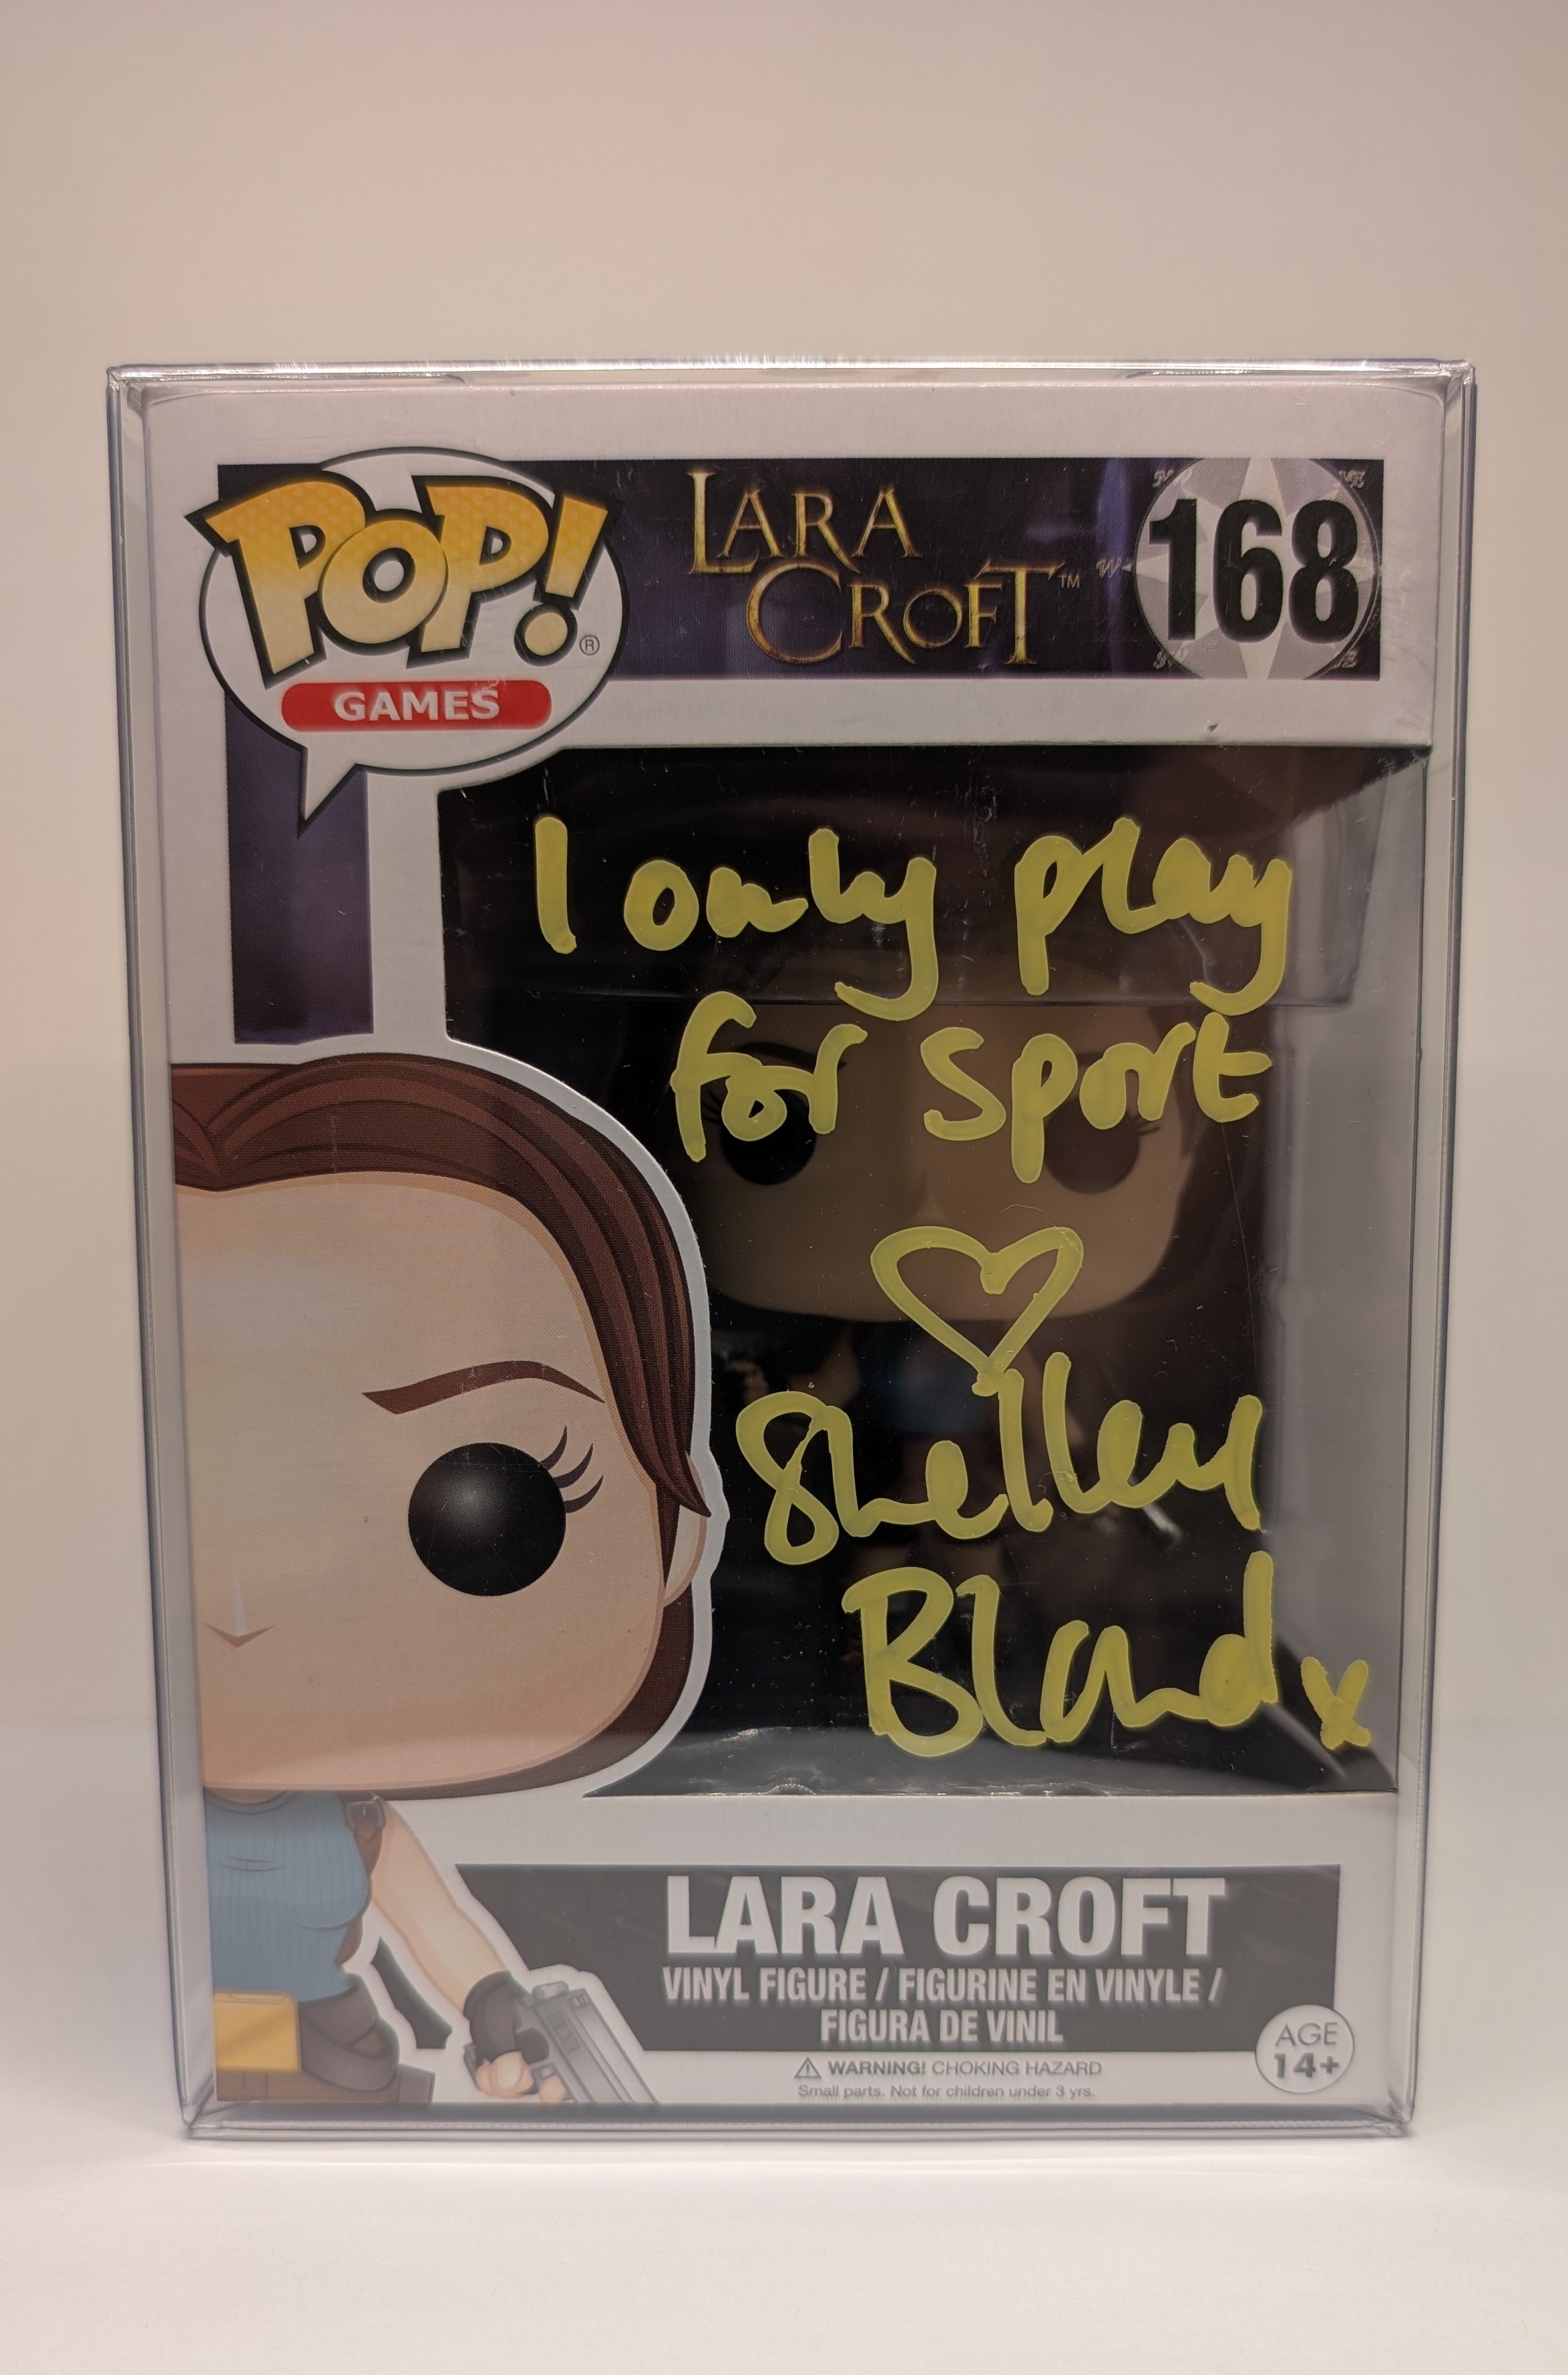 POP!®
GAMES
LARA
CROFT™
168
I only play
for sport
Shelley
Blond x
LARA CROFT
VINYL FIGURE / FIGURINE EN VINYLE /
FIGURA DE VINIL
⚠ WARNING! CHOKING HAZARD
Small parts. Not for children under 3 yrs.
AGE
14+